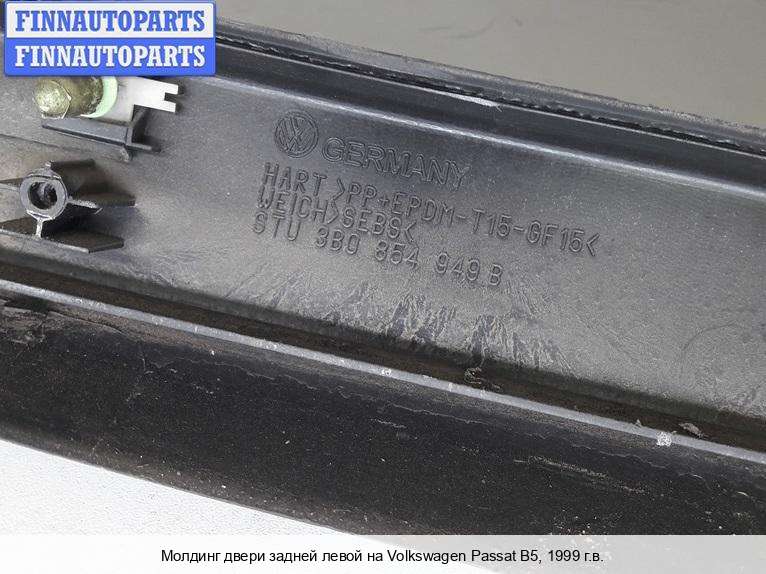 FINNAUTOPARTS
FINNAUTOPARTS
GERMANY
HART >PP+EPDM-T15-GF15<
WEICH>SEBS<
STU 3B0 854 949 B
Молдинг двери задней левой на Volkswagen Passat B5, 1999 г.в.